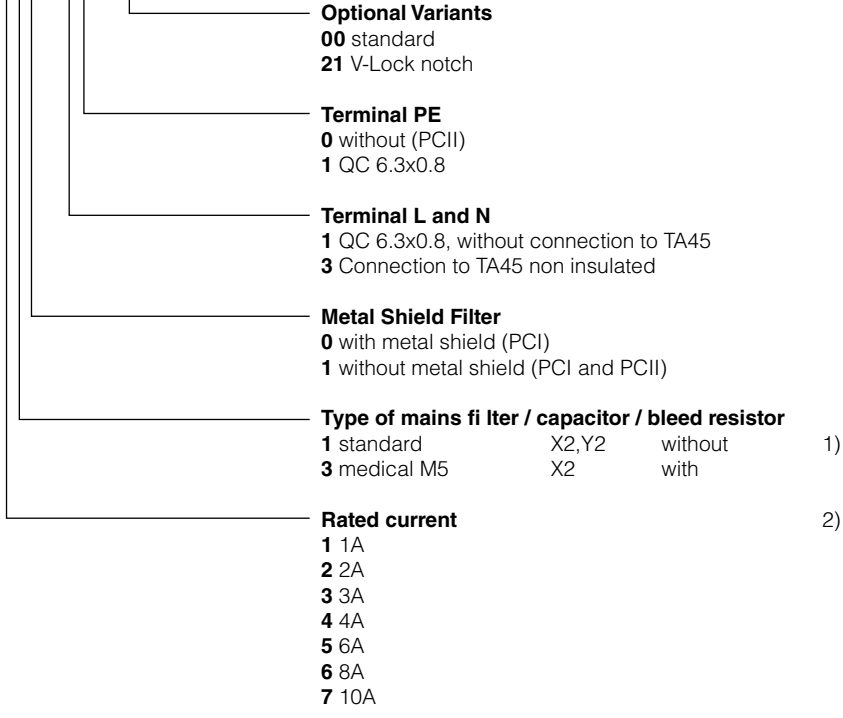 Optional Variants
00 standard
21 V-Lock notch
Terminal PE
0 without (PCII)
1 QC 6.3x0.8
Terminal L and N
1 QC 6.3x0.8, without connection to TA45
3 Connection to TA45 non insulated
Metal Shield Filter
0 with metal shield (PCI)
1 without metal shield (PCI and PCII)
Type of mains fi lter / capacitor / bleed resistor
1 standard X2,Y2 without 1)
3 medical M5 X2 with
Rated current 2)
1 1A
2 2A
3 3A
4 4A
5 6A
6 8A
7 10A